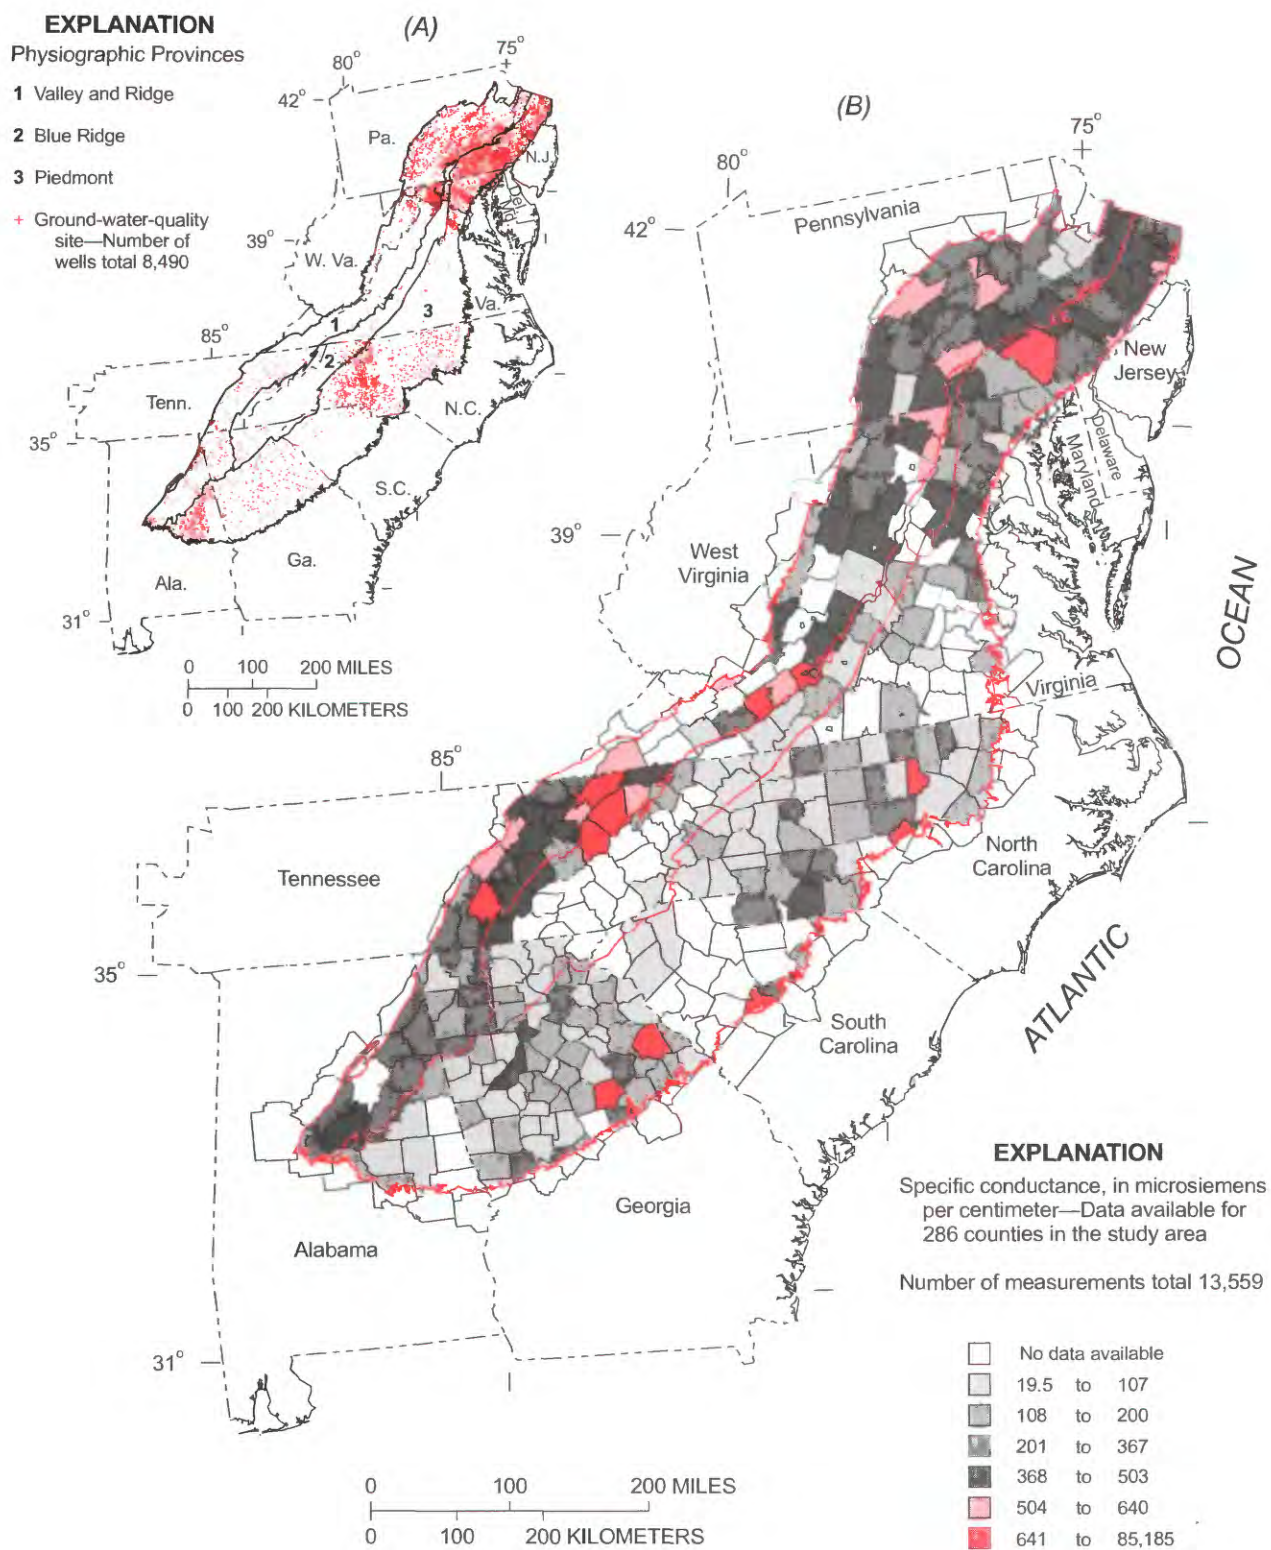 EXPLANATION
Physiographic Provinces
1 Valley and Ridge
2 Blue Ridge
3 Piedmont
+ Ground-water-quality
site—Number of
wells total 8,490
(A)
80°
75°
42°
Pa.
N.J.
Del.
Md.
39°
W. Va.
Va.
85°
1
2
3
Tenn.
N.C.
35°
S.C.
Ga.
Ala.
31°
0 100 200 MILES
0 100 200 KILOMETERS
(B)
75°
80°
Pennsylvania
42°
New
Jersey
Delaware
Maryland
39°
West
Virginia
OCEAN
Virginia
85°
North
Carolina
Tennessee
35°
ATLANTIC
South
Carolina
Georgia
Alabama
31°
0 100 200 MILES
0 100 200 KILOMETERS
EXPLANATION
Specific conductance, in microsiemens
per centimeter—Data available for
286 counties in the study area
Number of measurements total 13,559
No data available
19.5 to 107
108 to 200
201 to 367
368 to 503
504 to 640
641 to 85,185